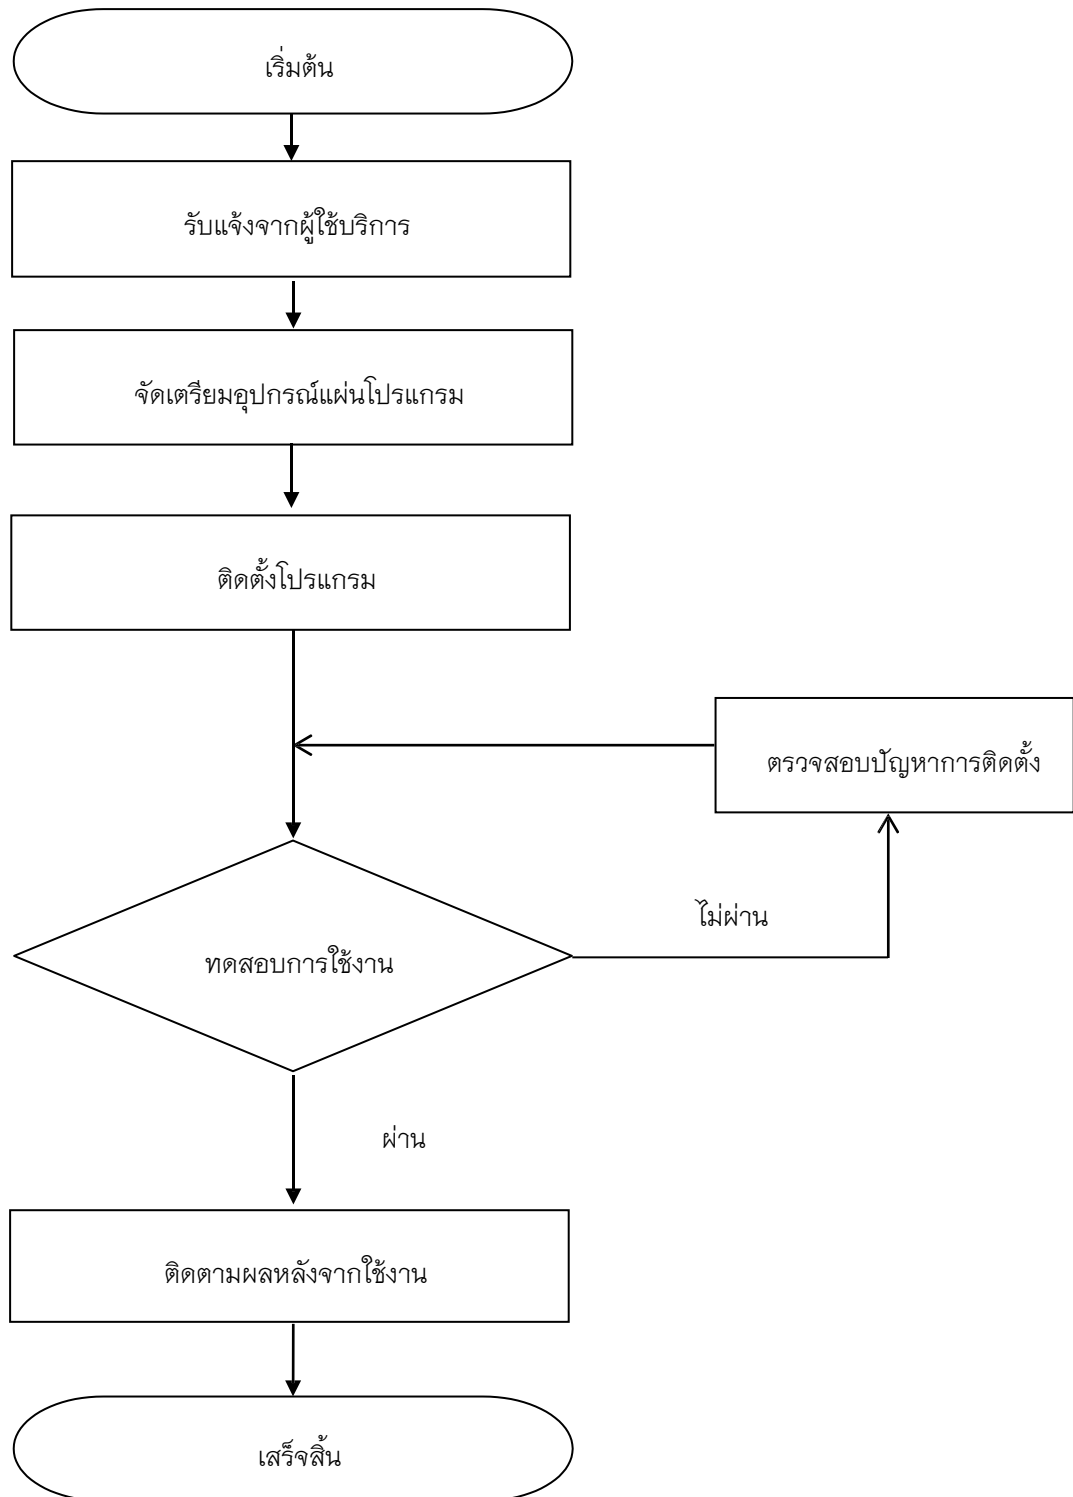 เริ่มต้น
รับแจ้งจากผู้ใช้บริการ
จัดเตรียมอุปกรณ์แผ่นโปรแกรม
ติดตั้งโปรแกรม
ตรวจสอบปัญหาการติดตั้ง
ไม่ผ่าน
ทดสอบการใช้งาน
ผ่าน
ติดตามผลหลังจากใช้งาน
เสร็จสิ้น